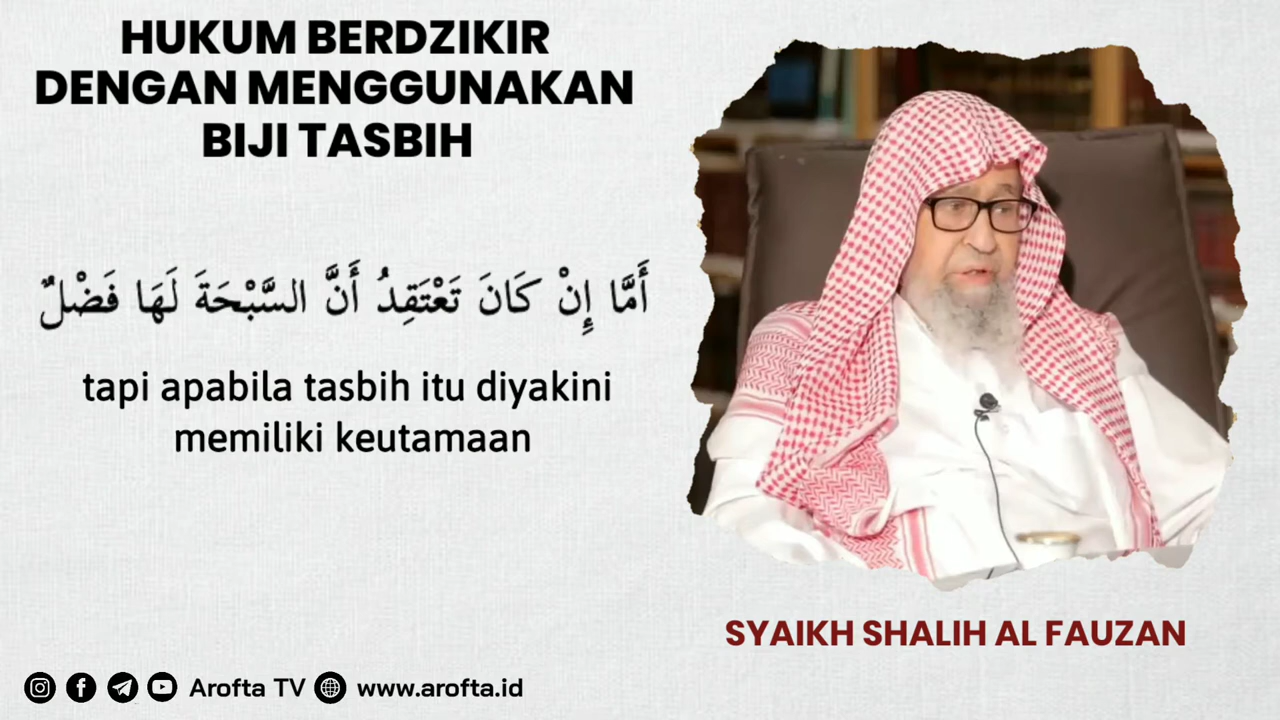 HUKUM BERDZIKIR
DENGAN MENGGUNAKAN
BIJI TASBIH
أَمَّا إِنْ كَانَ تَعْتَقِدُ أَنَّ السَّبْحَةَ لَهَا فَضْلٌ
tapi apabila tasbih itu diyakini
memiliki keutamaan
SYAIKH SHALIH AL FAUZAN
Arofta TV www.arofta.id